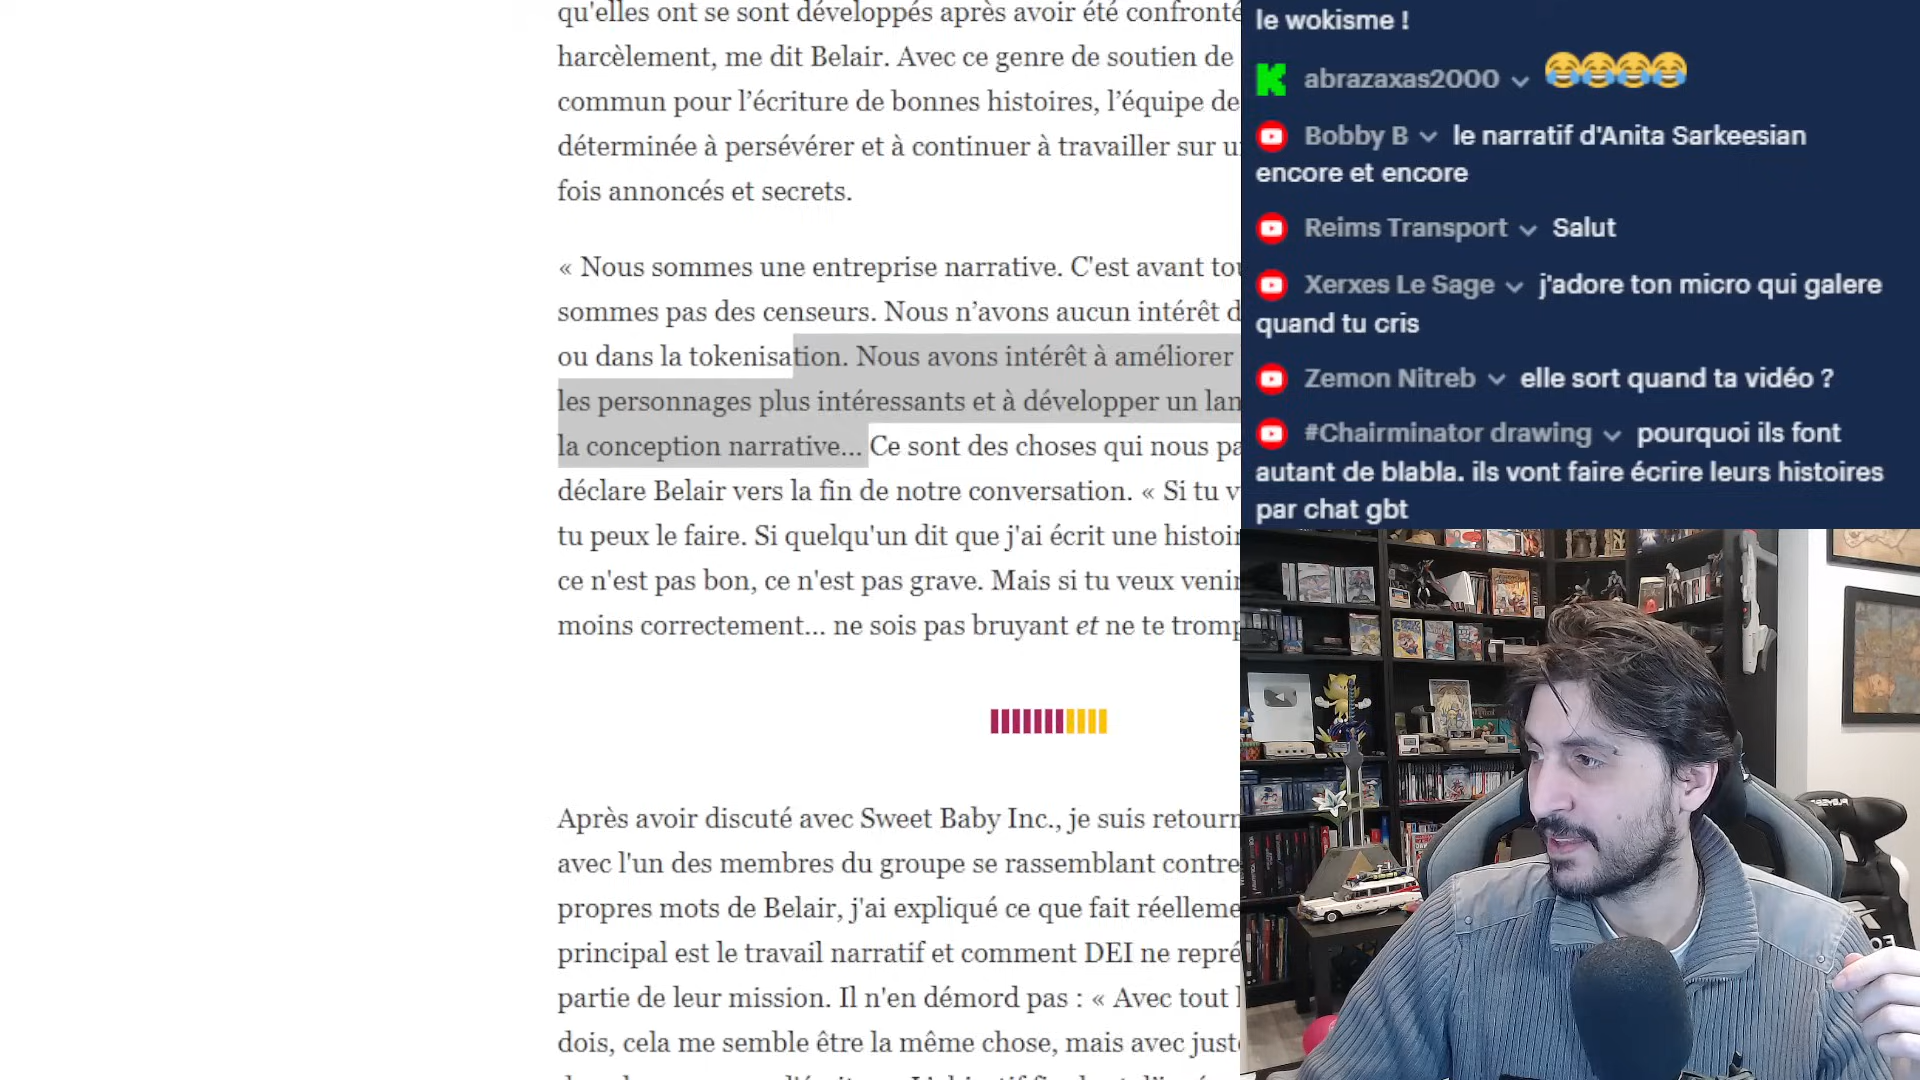 qu'elles ont se sont développés après avoir été confronté
harcèlement, me dit Belair. Avec ce genre de soutien de
commun pour l’écriture de bonnes histoires, l’équipe de
déterminée à persévérer et à continuer à travailler sur
fois annoncés et secrets.
« Nous sommes une entreprise narrative. C'est avant
sommes pas des censeurs. Nous n’avons aucun intérêt
ou dans la tokenisation. Nous avons intérêt à améliorer
les personnages plus intéressants et à développer un
la conception narrative... Ce sont des choses qui nous
déclare Belair vers la fin de notre conversation. « Si tu
tu peux le faire. Si quelqu'un dit que j'ai écrit une
ce n'est pas bon, ce n'est pas grave. Mais si tu veux
moins correctement... ne sois pas bruyant et ne te
Après avoir discuté avec Sweet Baby Inc., je suis
avec l'un des membres du groupe se rassemblant contre
propres mots de Belair, j'ai expliqué ce que fait
principal est le travail narratif et comment DEI ne
partie de leur mission. Il n'en démord pas : « Avec tout
dois, cela me semble être la même chose, mais avec
le wokisme !
abrazaxas2000 😂😂😂😂
Bobby B le narratif d'Anita Sarkeesian
encore et encore
Reims Transport Salut
Xerxes Le Sage j'adore ton micro qui galere
quand tu cris
Zemon Nitreb elle sort quand ta vidéo ?
#Chairminator drawing pourquoi ils font
autant de blabla. ils vont faire écrire leurs histoires
par chat gbt